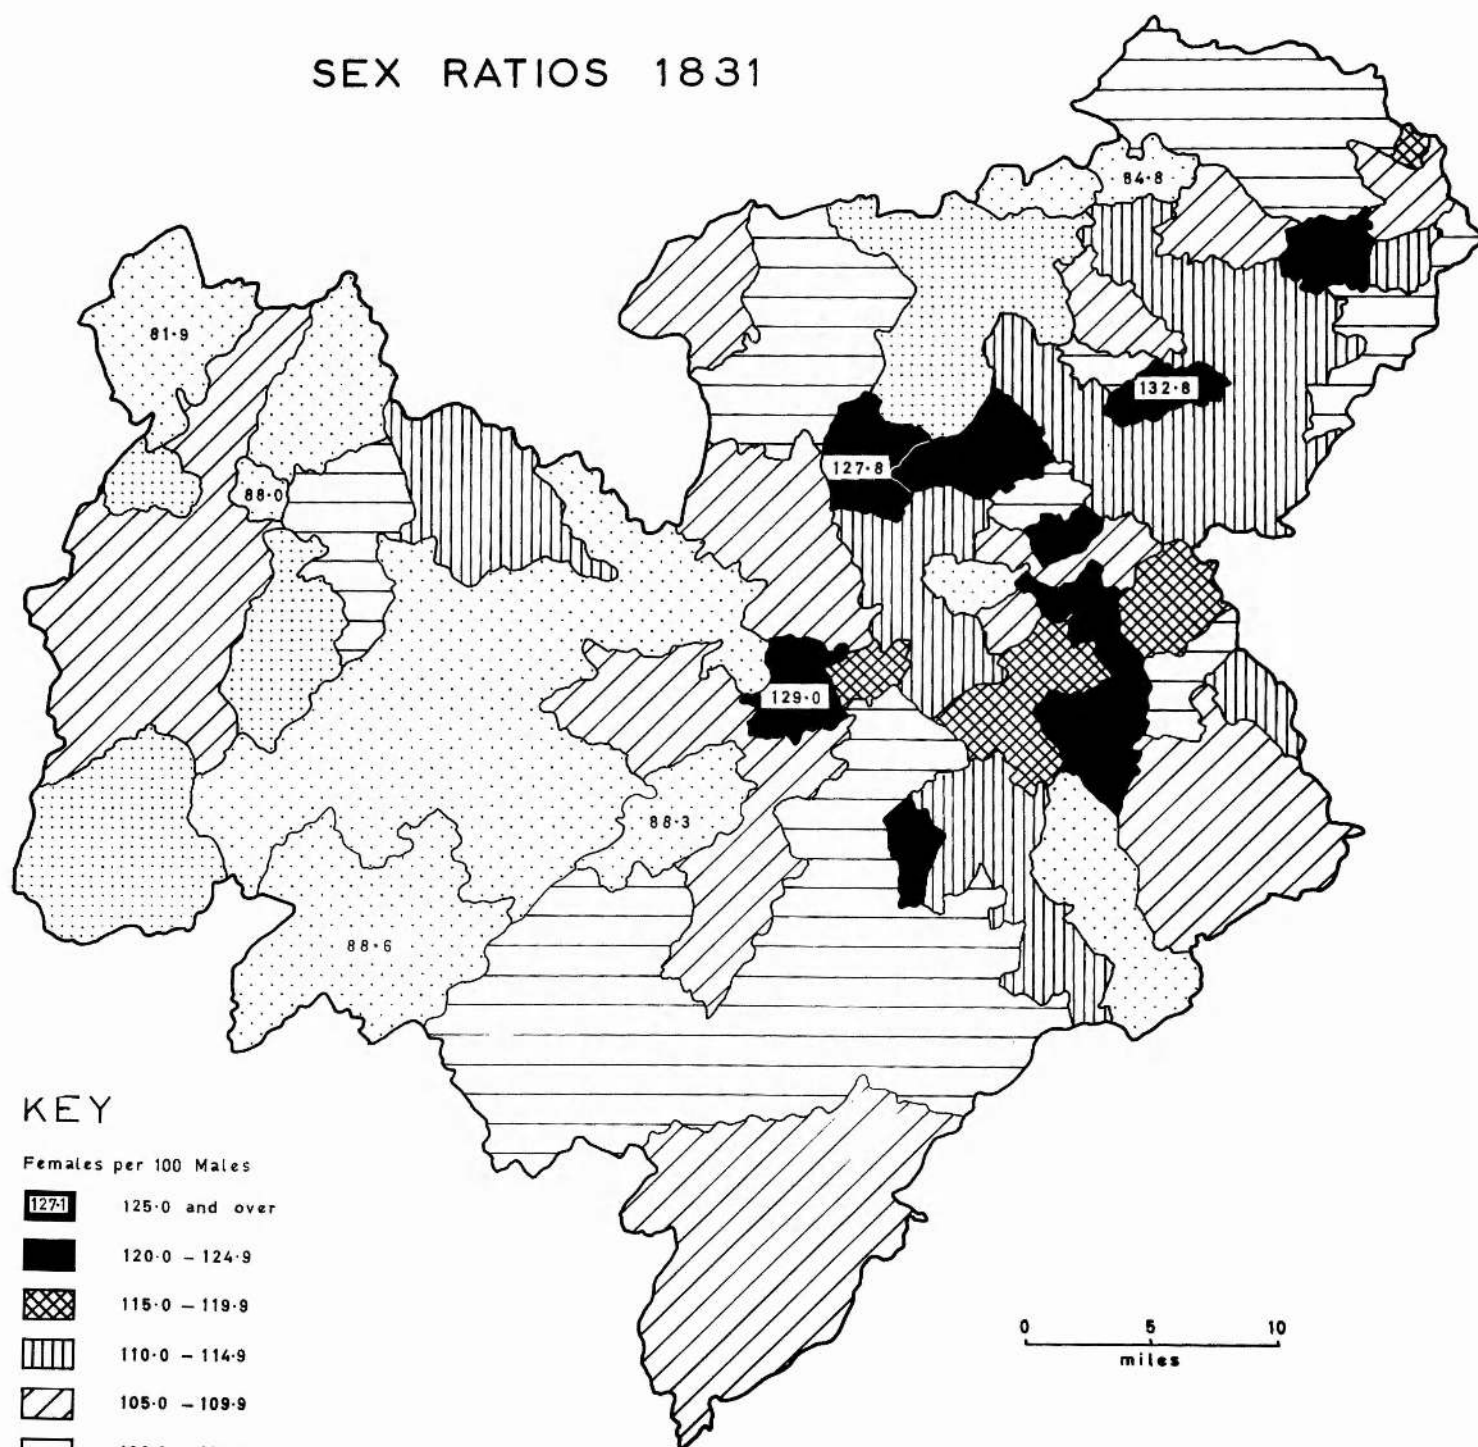 SEX RATIOS 1831
84·8
81·9
132·8
127·8
88·0
129·0
88·3
88·6
KEY
Females per 100 Males
127·1 125·0 and over
120·0 – 124·9
115·0 – 119·9
110·0 – 114·9
105·0 – 109·9
0 5 10
miles